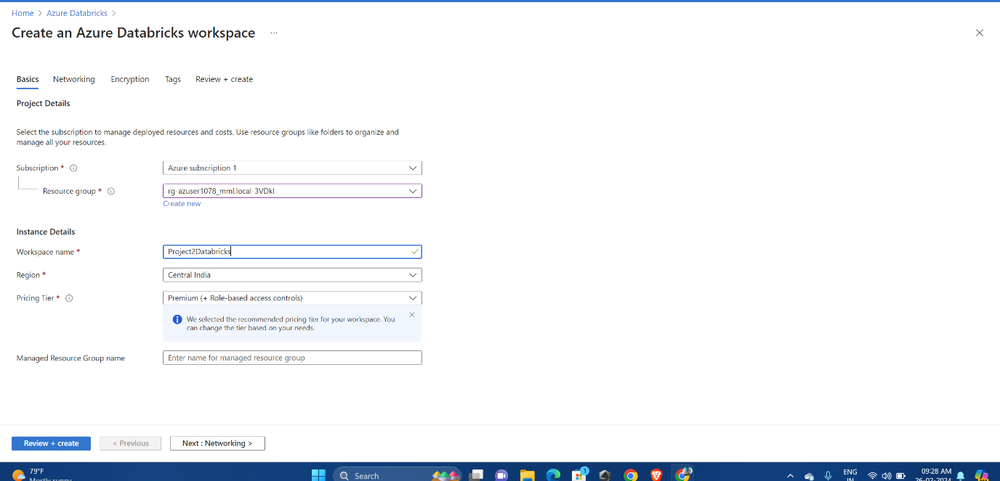 Home > Azure Databricks >
Create an Azure Databricks workspace ...
Basics Networking Encryption Tags Review + create
Project Details
Select the subscription to manage deployed resources and costs. Use resource groups like folders to organize and
manage all your resources.
Subscription * Azure subscription 1
Resource group * rg-azuser1078_mml.local-3VDkI
Create new
Instance Details
Workspace name * Project2Databricks
Region * Central India
Pricing Tier * Premium (+ Role-based access controls)
We selected the recommended pricing tier for your workspace. You
can change the tier based on your needs.
Managed Resource Group name Enter name for managed resource group
Review + create < Previous Next : Networking >
79°F
Mostly sunny
Search
1
ENG
IN
09:28 AM
26-02-2024